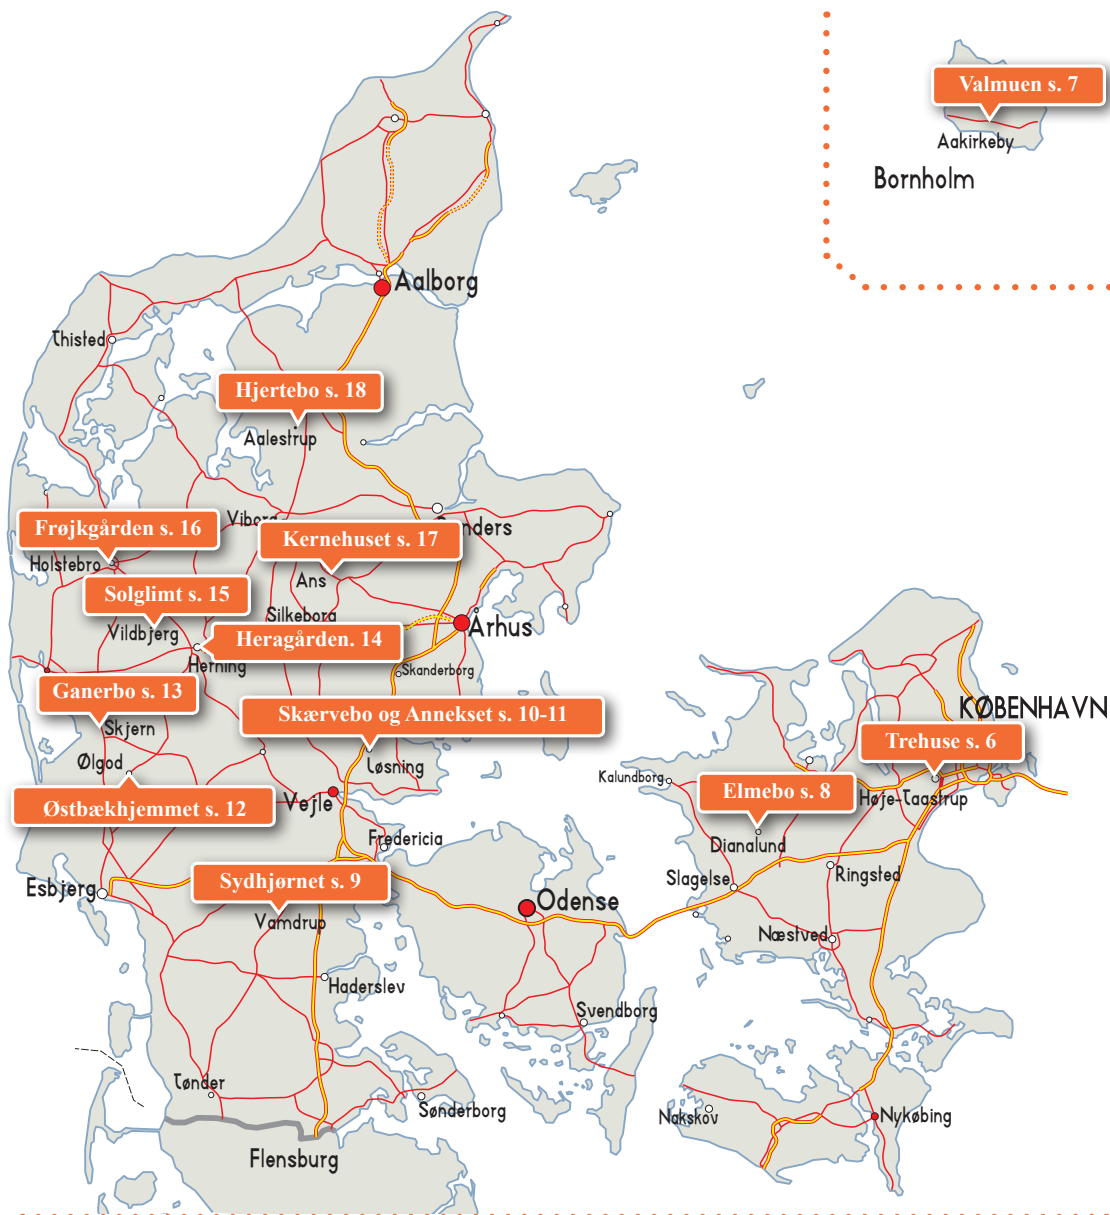 Valmuen s. 7
Aakirkeby
Bornholm
Aalborg
Thisted
Hjertebo s. 18
Aalestrup
Viborg
Randers
Frøjkgården s. 16
Kernehuset s. 17
Holstebro
Ans
Solglimt s. 15
Silkeborg
Vildbjerg
Århus
Heragården. 14
Herning
Skanderborg
Ganerbo s. 13
Skærvebo og Annekset s. 10-11
Skjern
KØBENHAVN
Trehuse s. 6
Ølgod
Løsning
Kalundborg
Østbækhjemmet s. 12
Vejle
Elmebo s. 8
Høje-Taastrup
Fredericia
Dianalund
Sydhjørnet s. 9
Esbjerg
Slagelse
Ringsted
Odense
Vamdrup
Næstved
Haderslev
Svendborg
Tønder
Sønderborg
Nakskov
Nykøbing
Flensburg